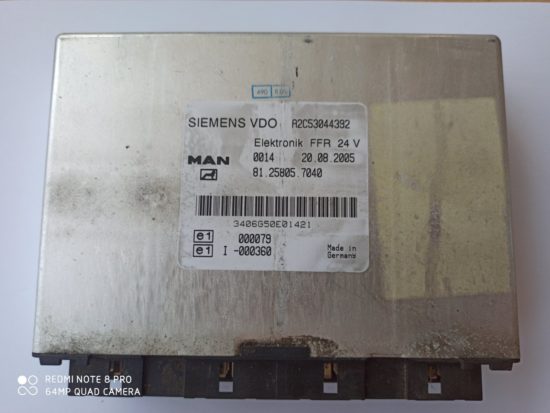 SIEMENS VDO A2C53044392
Elektronik FFR 24 V
MAN 0014 20.08.2005
81.25805.7040
3406G50E01421
e1 000079
e1 I -000360
Made in
Germany
REDMI NOTE 8 PRO
64MP QUAD CAMERA